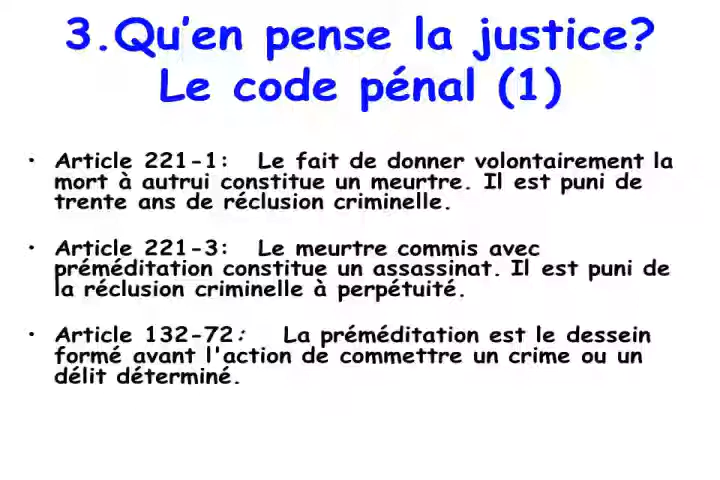 3.Qu'en pense la justice?
Le code pénal (1)
• Article 221-1: Le fait de donner volontairement la
mort à autrui constitue un meurtre. Il est puni de
trente ans de réclusion criminelle.
• Article 221-3: Le meurtre commis avec
préméditation constitue un assassinat. Il est puni de
la réclusion criminelle à perpétuité.
• Article 132-72: La préméditation est le dessein
formé avant l'action de commettre un crime ou un
délit déterminé.